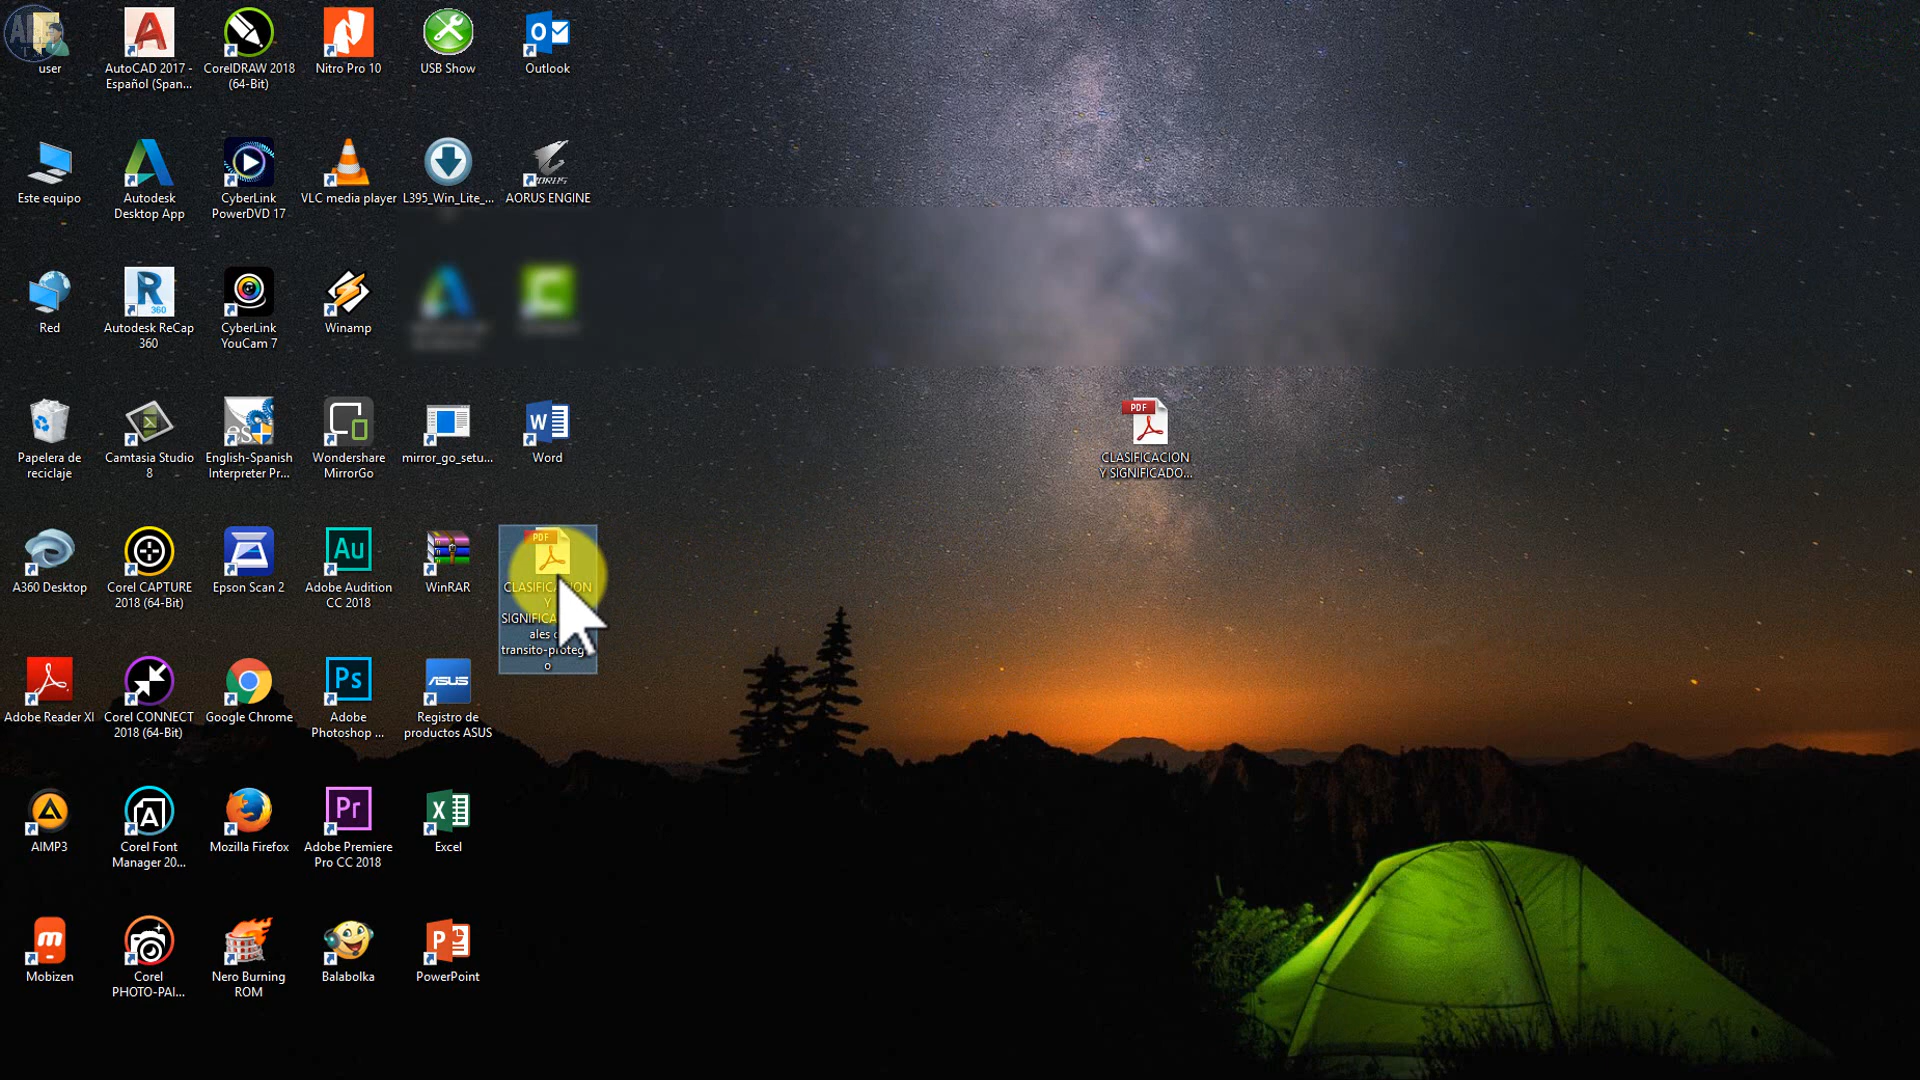 user
AutoCAD 2017 -
Español (Span...
CorelDRAW 2018
(64-Bit)
Nitro Pro 10
USB Show
Outlook
Este equipo
Autodesk
Desktop App
CyberLink
PowerDVD 17
VLC media player
L395_Win_Lite_...
AORUS ENGINE
Red
Autodesk ReCap
360
CyberLink
YouCam 7
Winamp
Papelera de
reciclaje
Camtasia Studio
8
English-Spanish
Interpreter Pr...
Wondershare
MirrorGo
mirror_go_setu...
Word
PDF
CLASIFICACION
Y SIGNIFICADO...
A360 Desktop
Corel CAPTURE
2018 (64-Bit)
Epson Scan 2
Adobe Audition
CC 2018
WinRAR
PDF
CLASIFICACION
Y
ales
transito-proteg
o
Adobe Reader XI
Corel CONNECT
2018 (64-Bit)
Google Chrome
Adobe
Photoshop ...
Registro de
productos ASUS
AIMP3
Corel Font
Manager 20...
Mozilla Firefox
Adobe Premiere
Pro CC 2018
Excel
Mobizen
Corel
PHOTO-PAI...
Nero Burning
ROM
Balabolka
PowerPoint